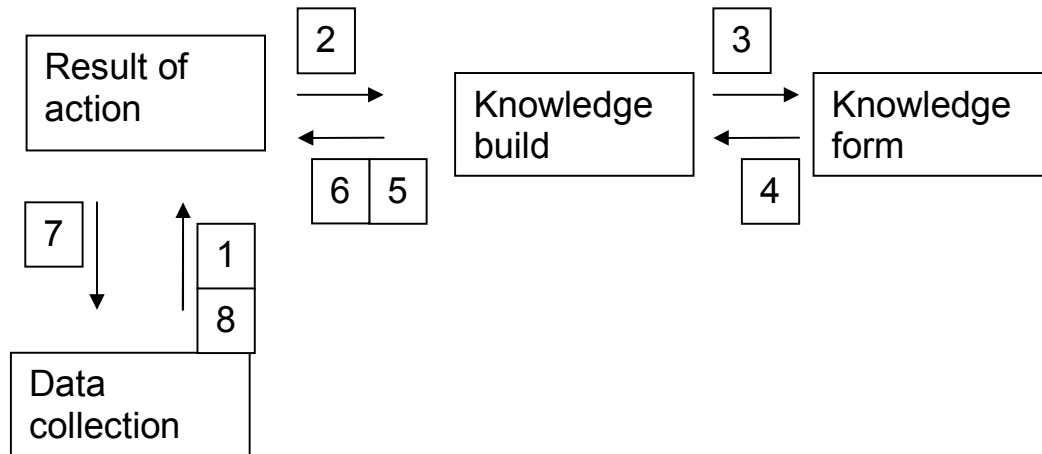 2
3
Result of
action
Knowledge
build
Knowledge
form
6 5
4
7
1
8
Data
collection